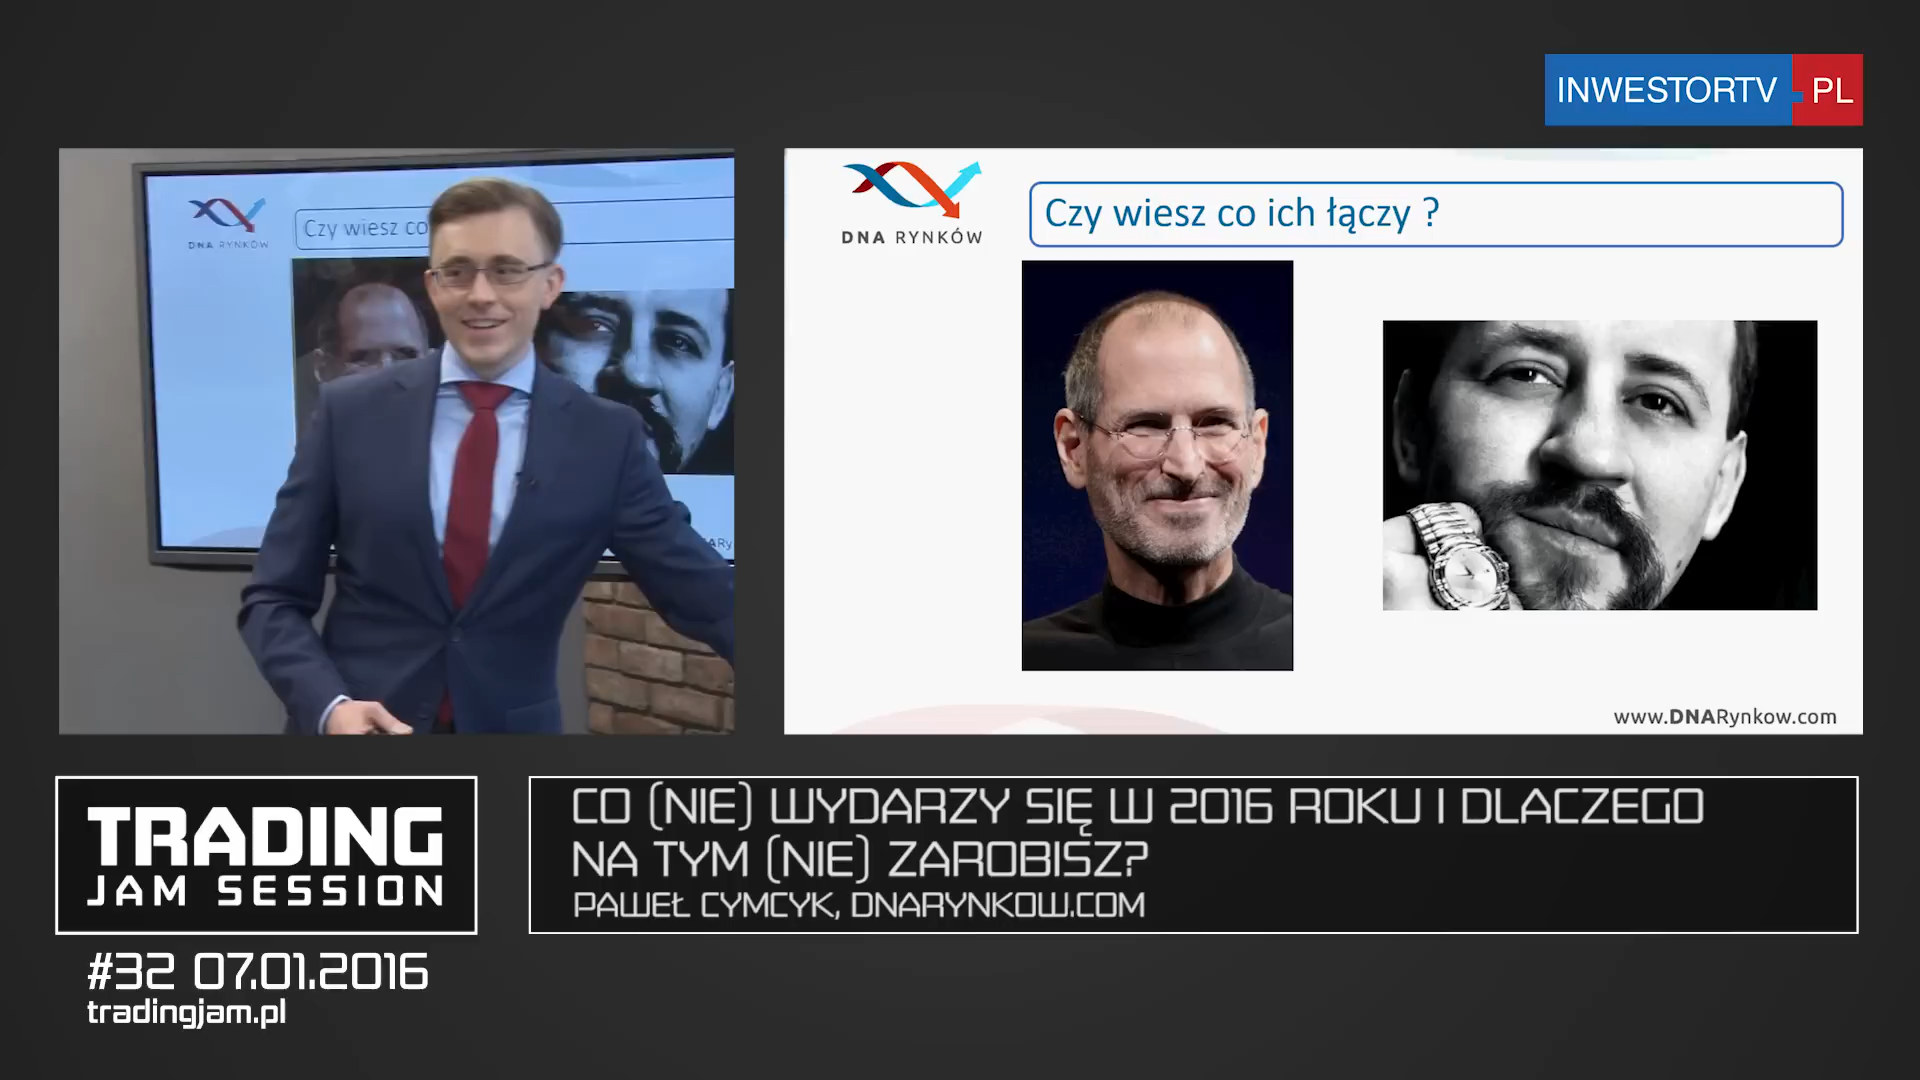 INWESTORTV.PL
DNA RYNKÓW
Czy wiesz co
DNA RYNKÓW
Czy wiesz co ich łączy ?
www.DNARynkow.com
TRADING
JAM SESSION
#32 07.01.2016
tradingjam.pl
CO (NIE) WYDARZY SIĘ W 2016 ROKU I DLACZEGO
NA TYM (NIE) ZAROBISZ?
PAWEŁ CYMCYK, DNARYNKOW.COM